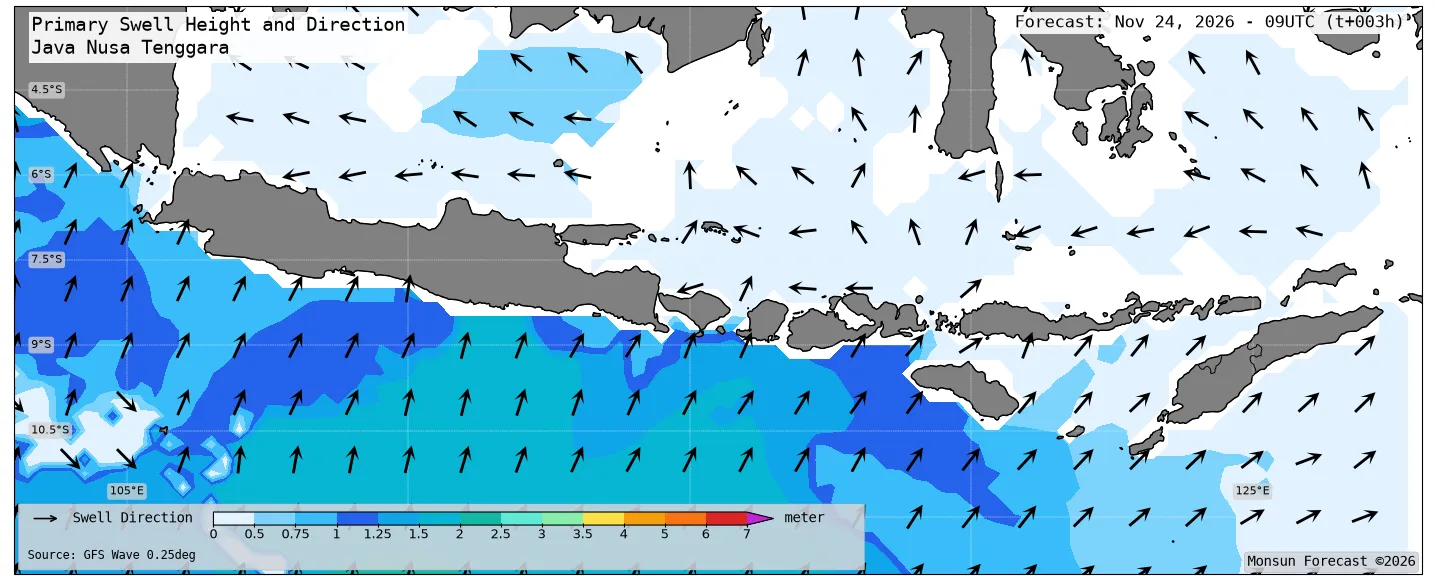 Primary Swell Height and Direction
Java Nusa Tenggara
Forecast: Nov 24, 2026 - 09UTC (t+003h)
4.5°S
6°S
7.5°S
9°S
10.5°S
105°E
125°E
Swell Direction
0 0.5 0.75 1 1.25 1.5 2 2.5 3 3.5 4 5 6 7
meter
Source: GFS Wave 0.25deg
Monsun Forecast ©2026